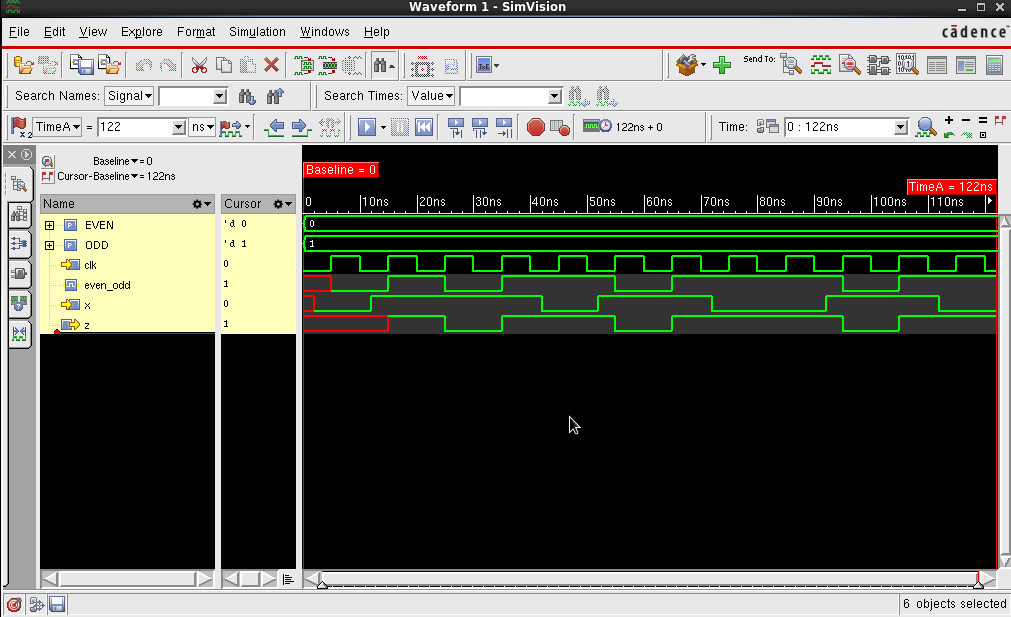 Waveform 1 - SimVision
File Edit View Explore Format Simulation Windows Help cādence
Send To:
Search Names: Signal Search Times: Value
TimeA = 122 ns 122ns + 0 Time: 0 : 122ns
Baseline = 0
Cursor-Baseline = 122ns
Baseline = 0
TimeA = 122ns
Name Cursor 0 10ns 20ns 30ns 40ns 50ns 60ns 70ns 80ns 90ns 100ns 110ns
EVEN 'd 0 0
ODD 'd 1 1
clk 0
even_odd 1
x 0
z 1
6 objects selected